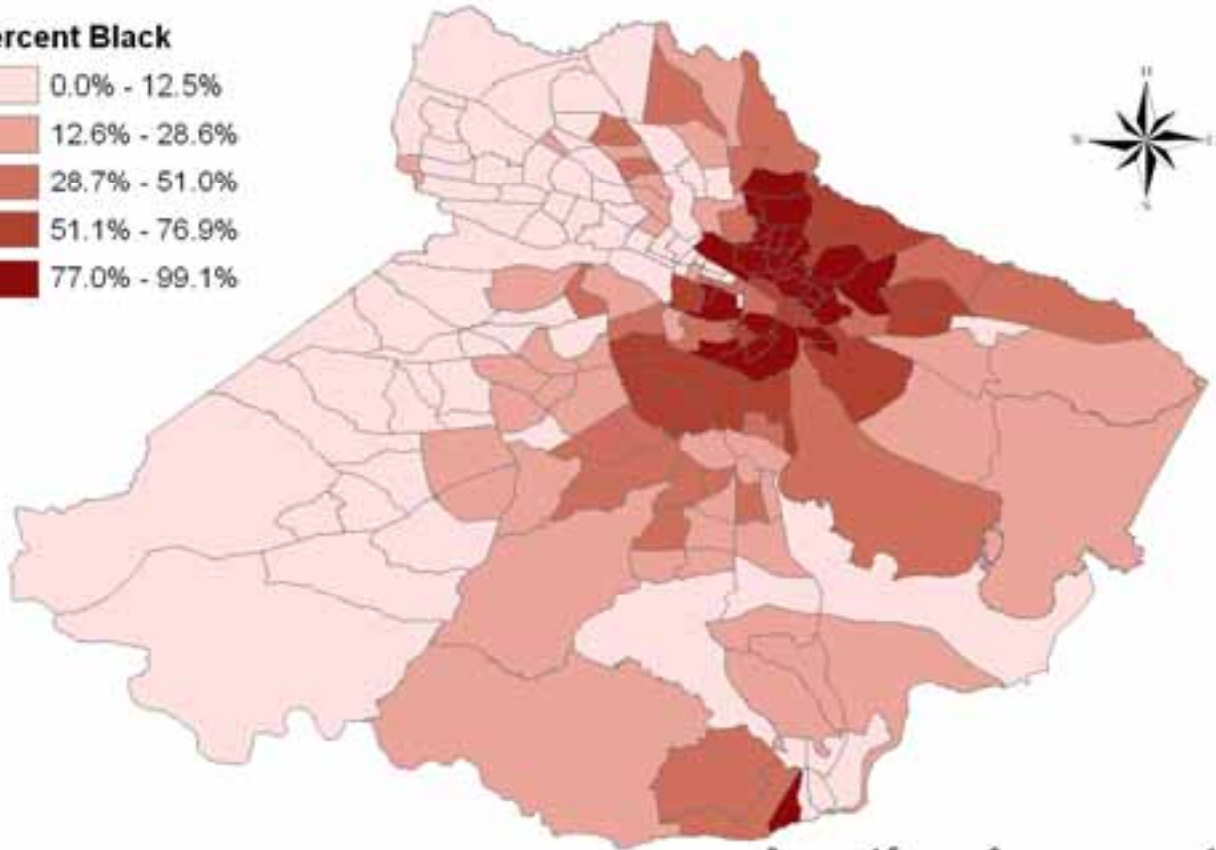 ercent Black
0.0% - 12.5%
12.6% - 28.6%
28.7% - 51.0%
51.1% - 76.9%
77.0% - 99.1%